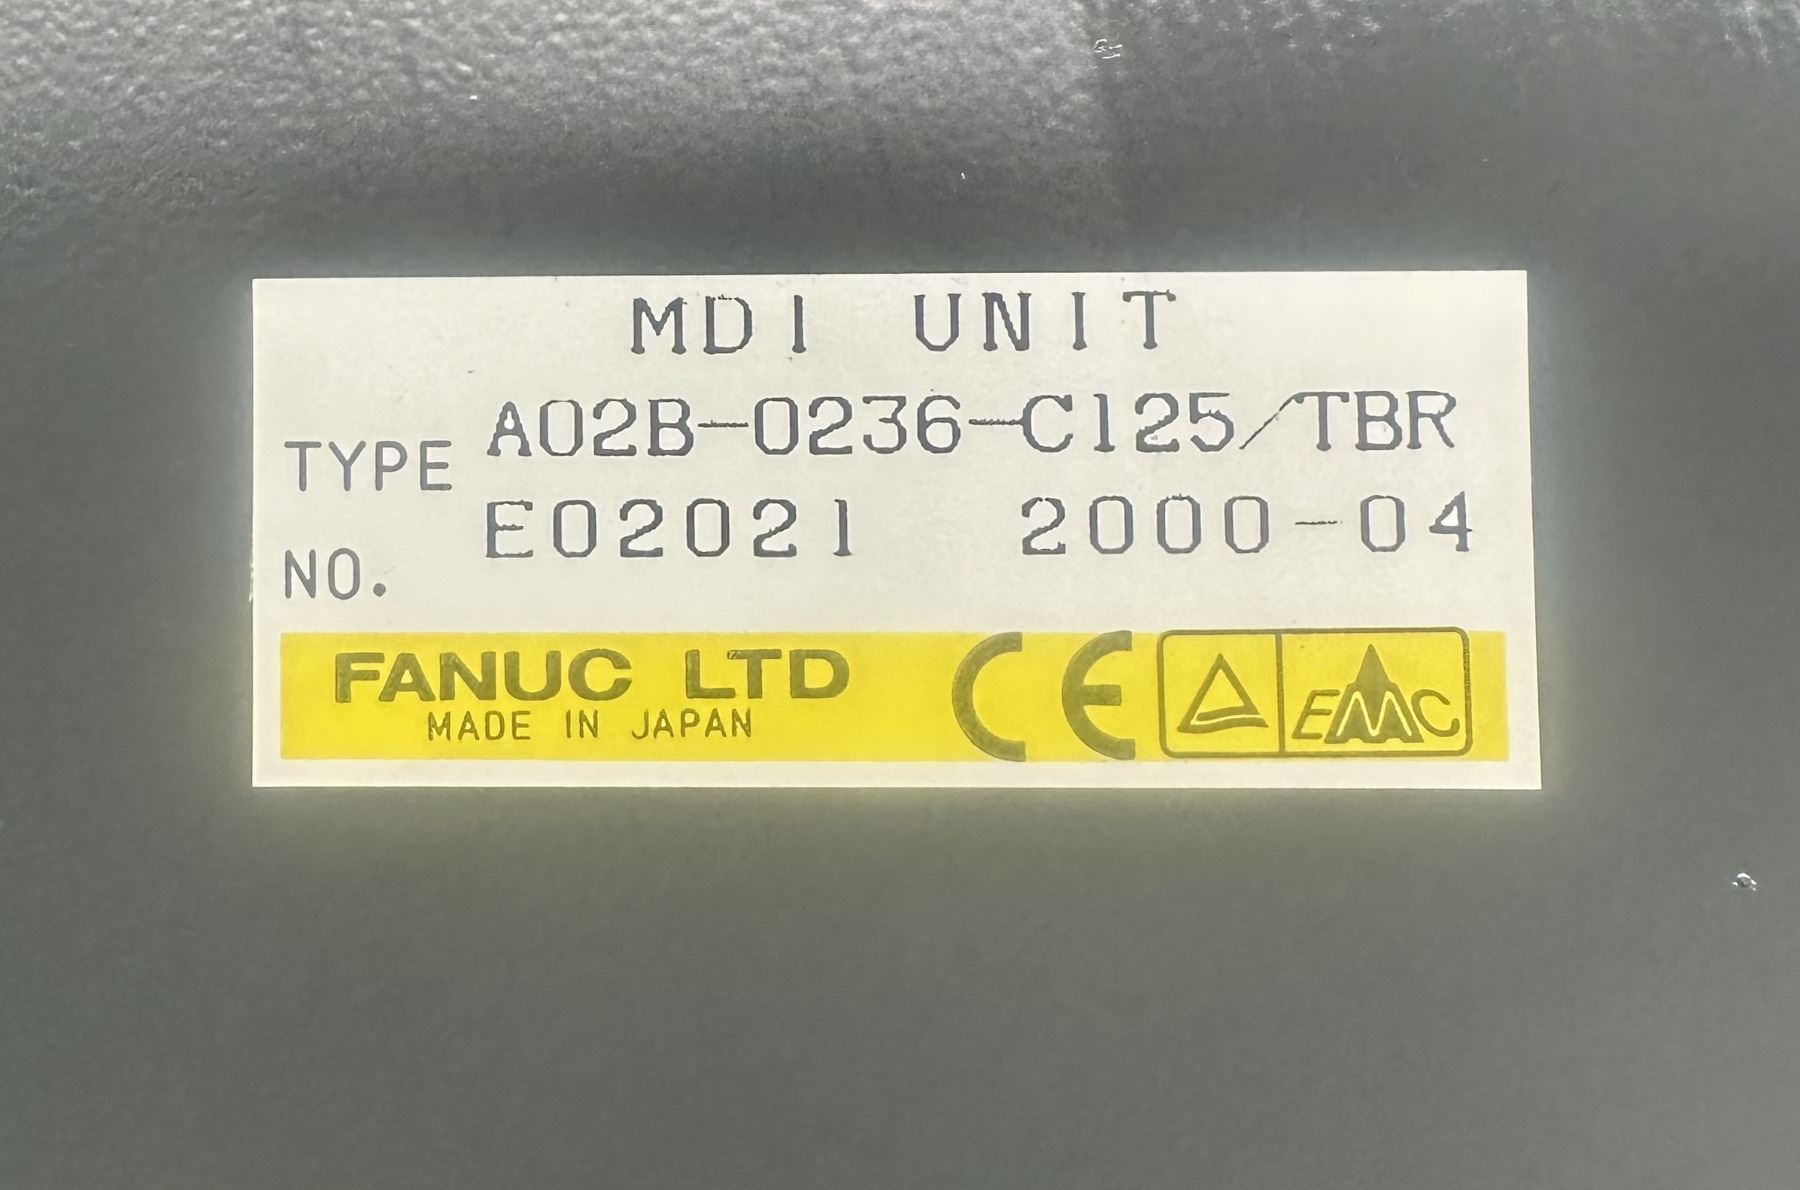 MDI UNIT
TYPE A02B-0236-C125/TBR
NO. E02021 2000-04
FANUC LTD CE EMC
MADE IN JAPAN